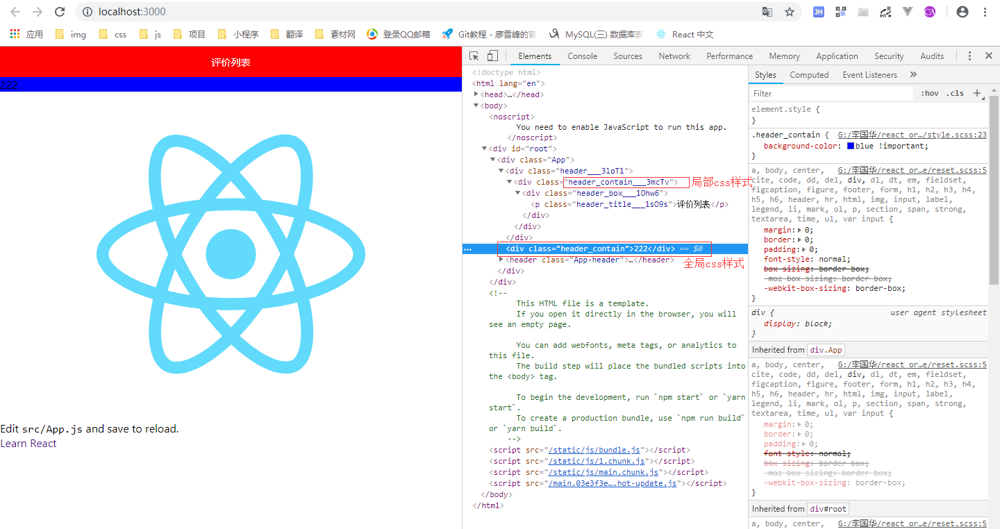 localhost:3000
应用 img css js 项目 小程序 翻译 素材网 登录QQ邮箱 Git教程 - 廖雪峰的官 MySQL(三) 数据库表 React 中文
评价列表
222
Edit src/App.js and save to reload.
Learn React
Elements Console Sources Network Performance Memory Application Security Audits
<!doctype html>
<html lang="en">
<head>…</head>
<body>
<noscript>
You need to enable JavaScript to run this app.
</noscript>
<div id="root">
<div class="App">
<div class="header___3loT1">
<div class="header_contain___3mcTv"> 局部css样式
<div class="header_box___1Ohw6">
<p class="header_title___1sO9s">评价列表</p>
</div>
</div>
</div>
<div class="header_contain">222</div> == $0
<header class="App-header">…</header> 全局css样式
</div>
</div>
<!--
This HTML file is a template.
If you open it directly in the browser, you will
see an empty page.
You can add webfonts, meta tags, or analytics to
this file.
The build step will place the bundled scripts into
the <body> tag.
To begin the development, run `npm start` or `yarn
start`.
To create a production bundle, use `npm run build`
or `yarn build`.
-->
<script src="/static/js/bundle.js"></script>
<script src="/static/js/1.chunk.js"></script>
<script src="/static/js/main.chunk.js"></script>
<script src="/main.03e3f3e….hot-update.js"></script>
</body>
</html>
Styles Computed Event Listeners »
Filter :hov .cls +
element.style {
}
.header_contain { G:/李国华/react or…/style.scss:23
background-color: blue !important;
}
a, body, center, G:/李国华/react or…e/reset.scss:5
cite, code, dd, del, div, dl, dt, em, fieldset,
figcaption, figure, footer, form, h1, h2, h3, h4,
h5, h6, header, hr, html, img, input, label,
legend, li, mark, ol, p, section, span, strong,
textarea, time, ul, var input {
margin: 0;
border: 0;
padding: 0;
font-style: normal;
box-sizing: border-box;
-moz-box-sizing: border-box;
-webkit-box-sizing: border-box;
}
div { user agent stylesheet
display: block;
}
Inherited from div.App
a, body, center, G:/李国华/react or…e/reset.scss:5
cite, code, dd, del, div, dl, dt, em, fieldset,
figcaption, figure, footer, form, h1, h2, h3, h4,
h5, h6, header, hr, html, img, input, label,
legend, li, mark, ol, p, section, span, strong,
textarea, time, ul, var input {
margin: 0;
border: 0;
padding: 0;
font-style: normal;
box-sizing: border-box;
-moz-box-sizing: border-box;
-webkit-box-sizing: border-box;
}
Inherited from div#root
a, body, center, G:/李国华/react or…e/reset.scss:5